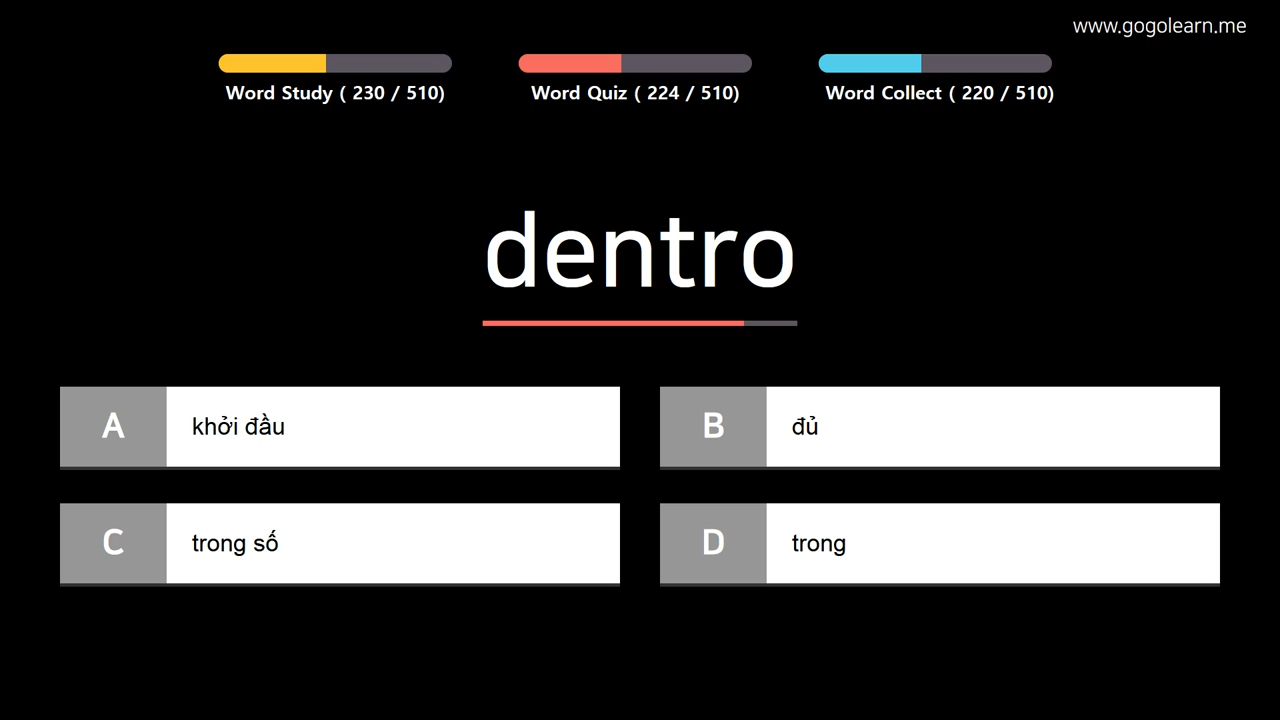 www.gogolearn.me
Word Study ( 230 / 510)
Word Quiz ( 224 / 510)
Word Collect ( 220 / 510)
dentro
A khởi đầu
B đủ
C trong số
D trong